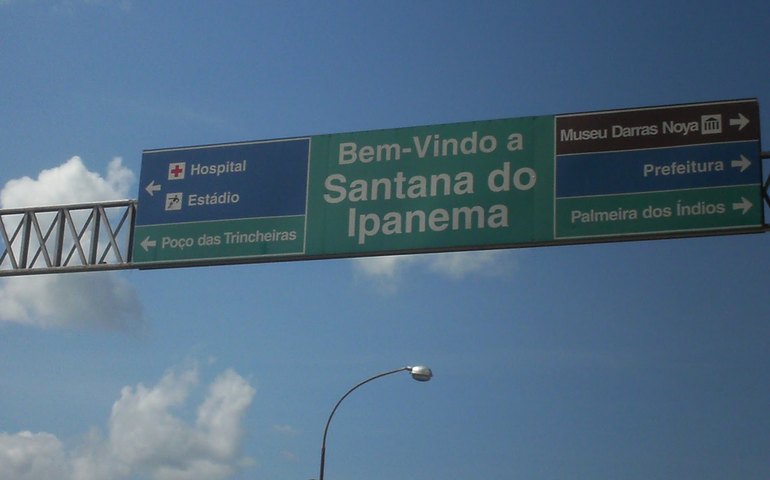 Hospital
Estádio
Poço das Trincheiras
Bem-Vindo a
Santana do
Ipanema
Museu Darras Noya
Prefeitura
Palmeira dos Índios